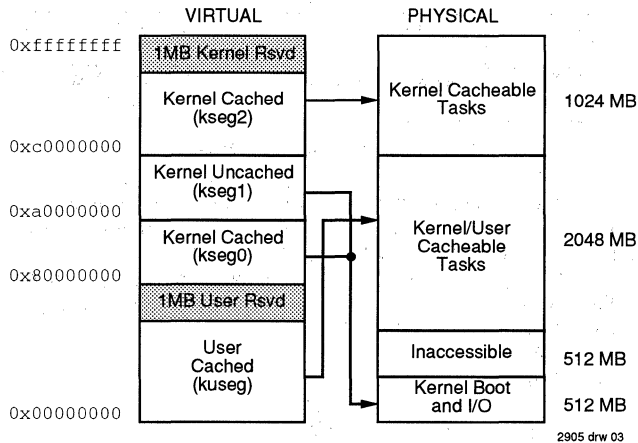 VIRTUAL
PHYSICAL
0xffffffff
1MB Kernel Rsvd
Kernel Cached
(kseg2)
Kernel Cacheable
Tasks
1024 MB
0xc0000000
Kernel Uncached
(kseg1)
0xa0000000
Kernel Cached
(kseg0)
Kernel/User
Cacheable
Tasks
2048 MB
0x80000000
1MB User Rsvd
User
Cached
(kuseg)
Inaccessible
512 MB
Kernel Boot
and I/O
512 MB
0x00000000
2905 drw 03